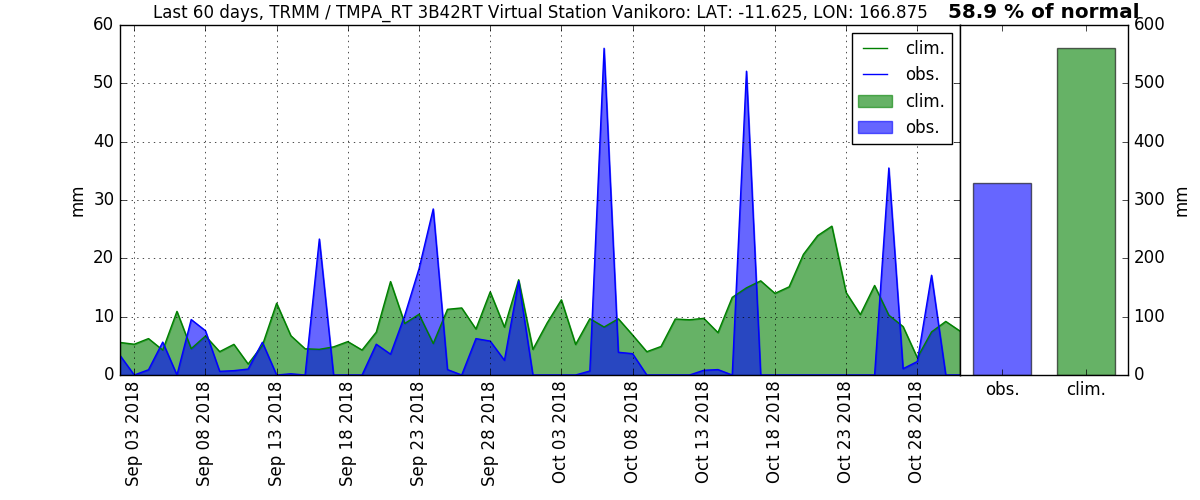 Last 60 days, TRMM / TMPA_RT 3B42RT Virtual Station Vanikoro: LAT: -11.625, LON: 166.875
58.9 % of normal
60
50
40
30
20
10
0
mm
clim.
obs.
clim.
obs.
Sep 03 2018
Sep 08 2018
Sep 13 2018
Sep 18 2018
Sep 23 2018
Sep 28 2018
Oct 03 2018
Oct 08 2018
Oct 13 2018
Oct 18 2018
Oct 23 2018
Oct 28 2018
600
500
400
300
200
100
0
mm
obs.
clim.